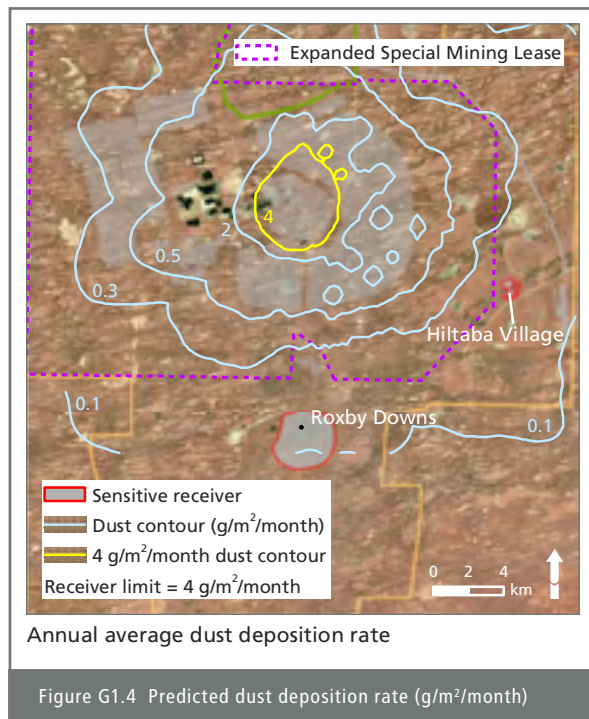 Expanded Special Mining Lease
4
2
0.5
0.3
Hiltaba Village
0.1
Roxby Downs
0.1
Sensitive receiver
Dust contour (g/m²/month)
4 g/m²/month dust contour
Receiver limit = 4 g/m²/month
0 2 4
km
Annual average dust deposition rate
Figure G1.4 Predicted dust deposition rate (g/m²/month)